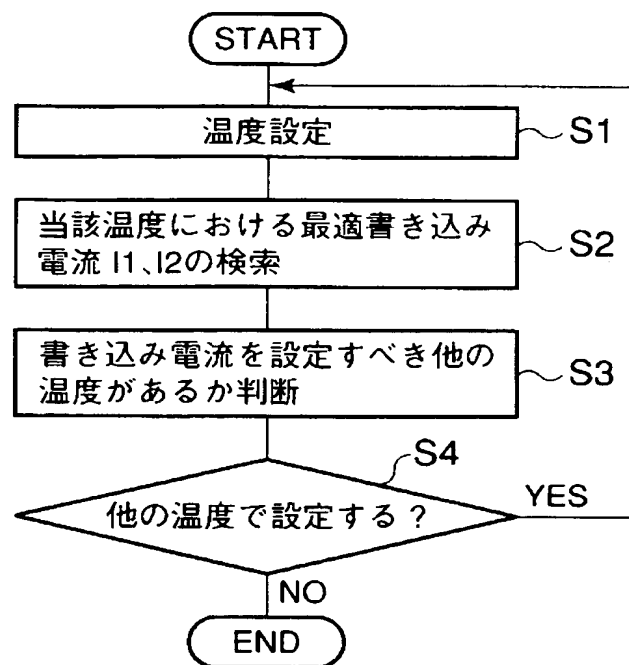 START
温度設定
S1
当該温度における最適書き込み
電流 I1、I2の検索
S2
書き込み電流を設定すべき他の
温度があるか判断
S3
S4
他の温度で設定する？
YES
NO
END